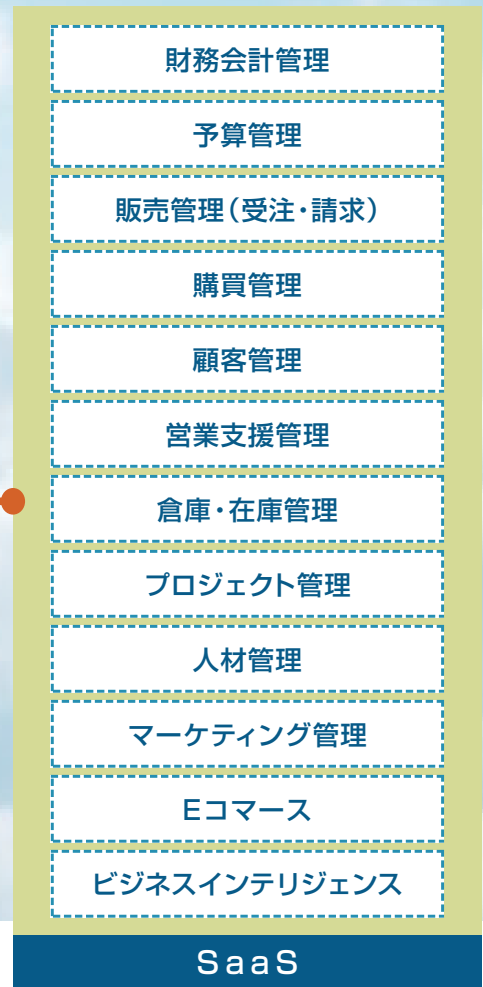 財務会計管理
予算管理
販売管理（受注・請求）
購買管理
顧客管理
営業支援管理
倉庫・在庫管理
プロジェクト管理
人材管理
マーケティング管理
Eコマース
ビジネスインテリジェンス
SaaS